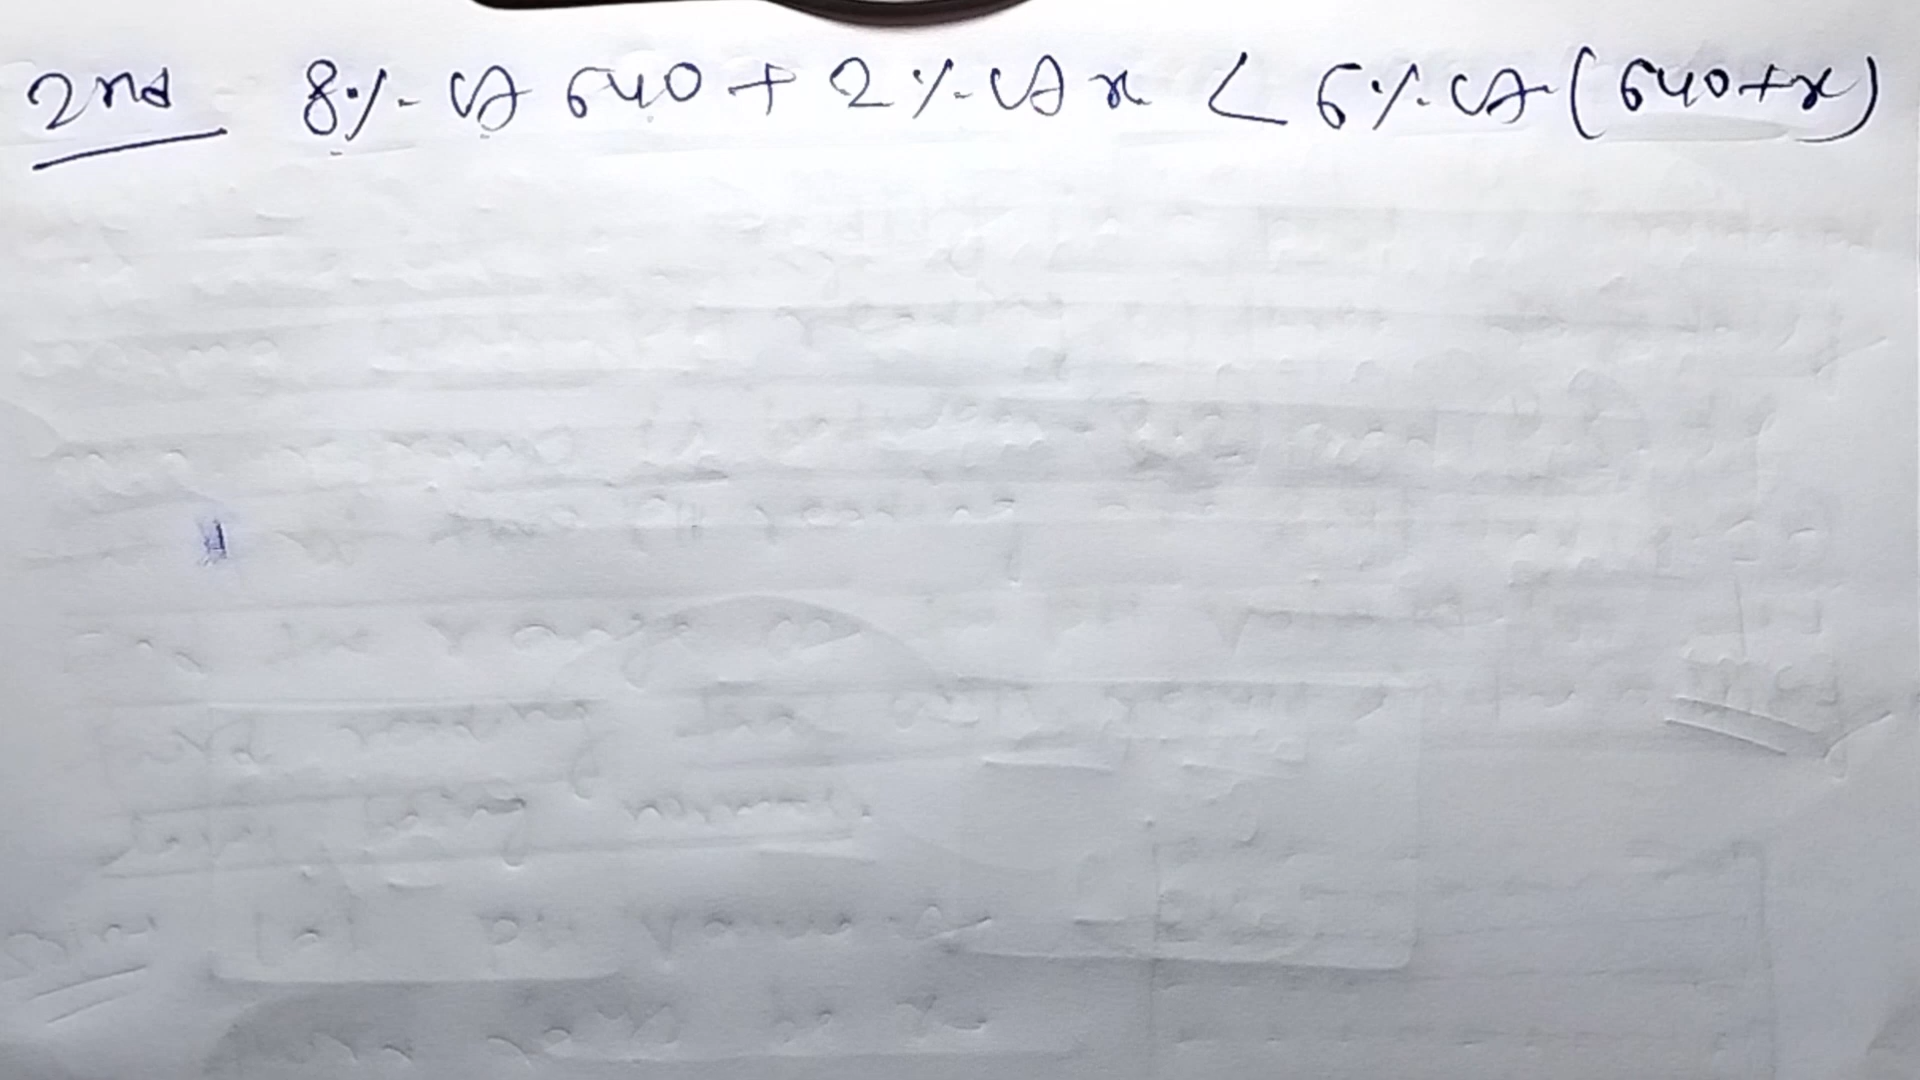 2nd 8% of 640 + 2% of x < 6% of (640+x)